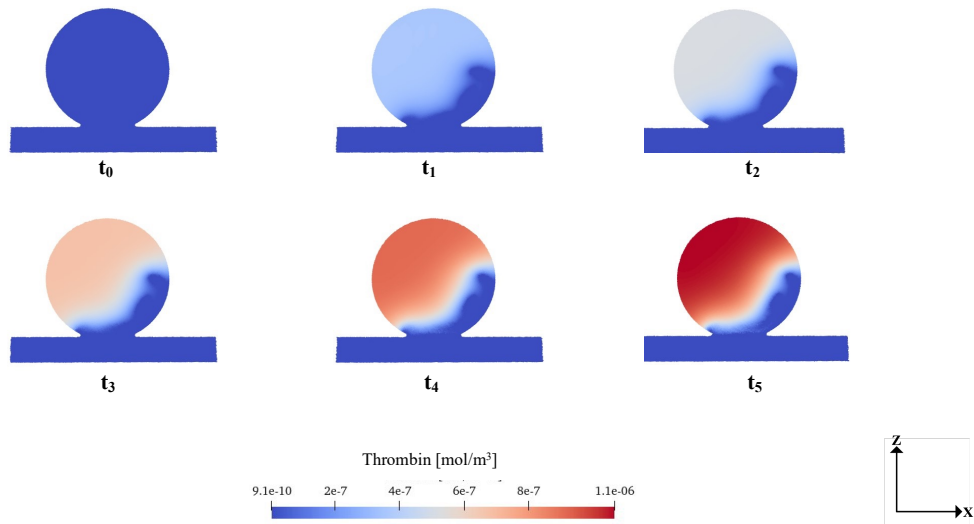 t₀
t₁
t₂
t₃
t₄
t₅
Thrombin [mol/m³]
9.1e-10 2e-7 4e-7 6e-7 8e-7 1.1e-06
Z
X